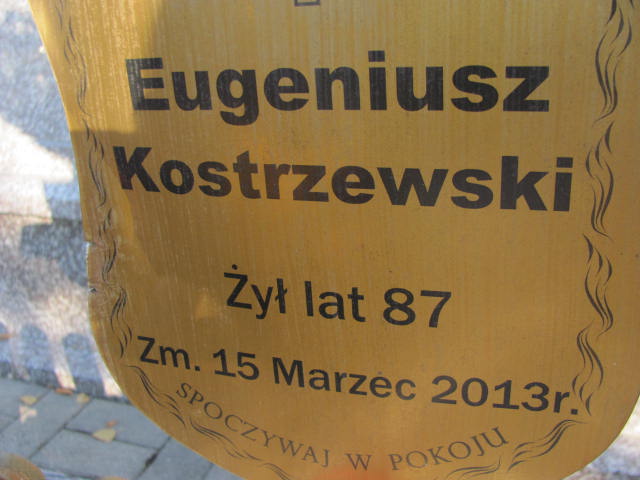 Eugeniusz
Kostrzewski
Żył lat 87
Zm. 15 Marzec 2013r.
SPOCZYWAJ W POKOJU